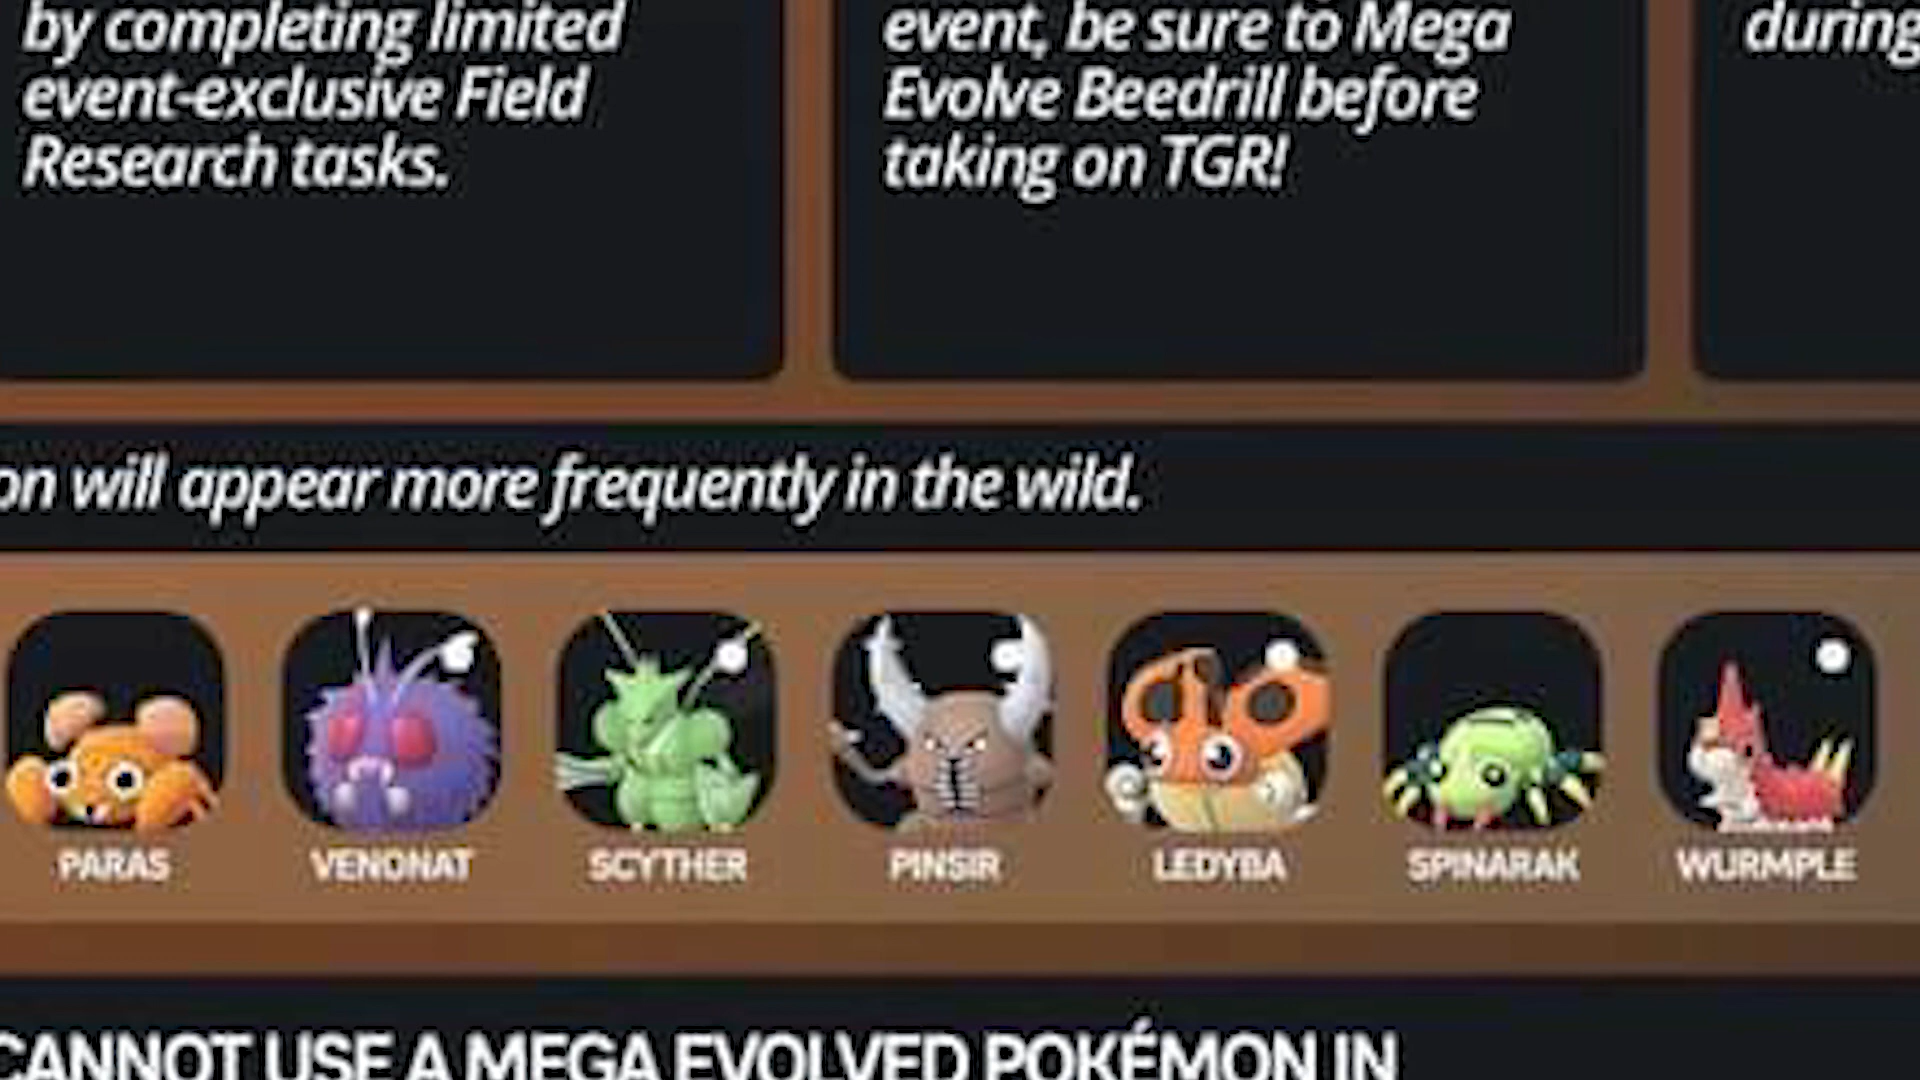 by completing limited
event-exclusive Field
Research tasks.
event, be sure to Mega
Evolve Beedrill before
taking on TGR!
during
on will appear more frequently in the wild.
PARAS
VENONAT
SCYTHER
PINSIR
LEDYBA
SPINARAK
WURMPLE
CANNOT USE A MEGA EVOLVED POKÉMON IN